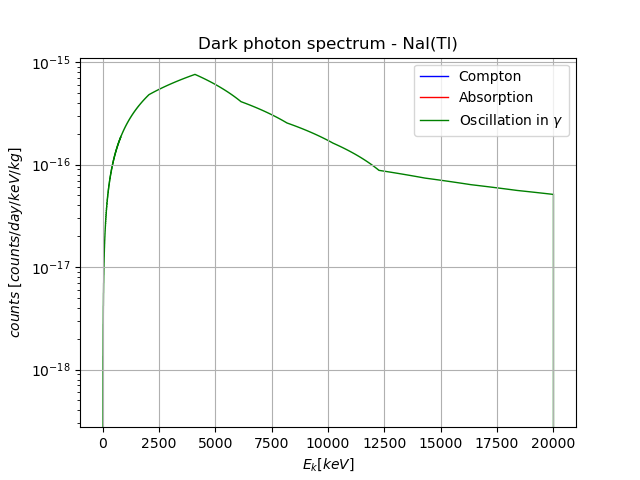 Dark photon spectrum - NaI(Tl)
Compton
Absorption
Oscillation in γ
10⁻¹⁵
10⁻¹⁶
10⁻¹⁷
10⁻¹⁸
counts [counts/day/keV/kg]
0 2500 5000 7500 10000 12500 15000 17500 20000
E_k[keV]